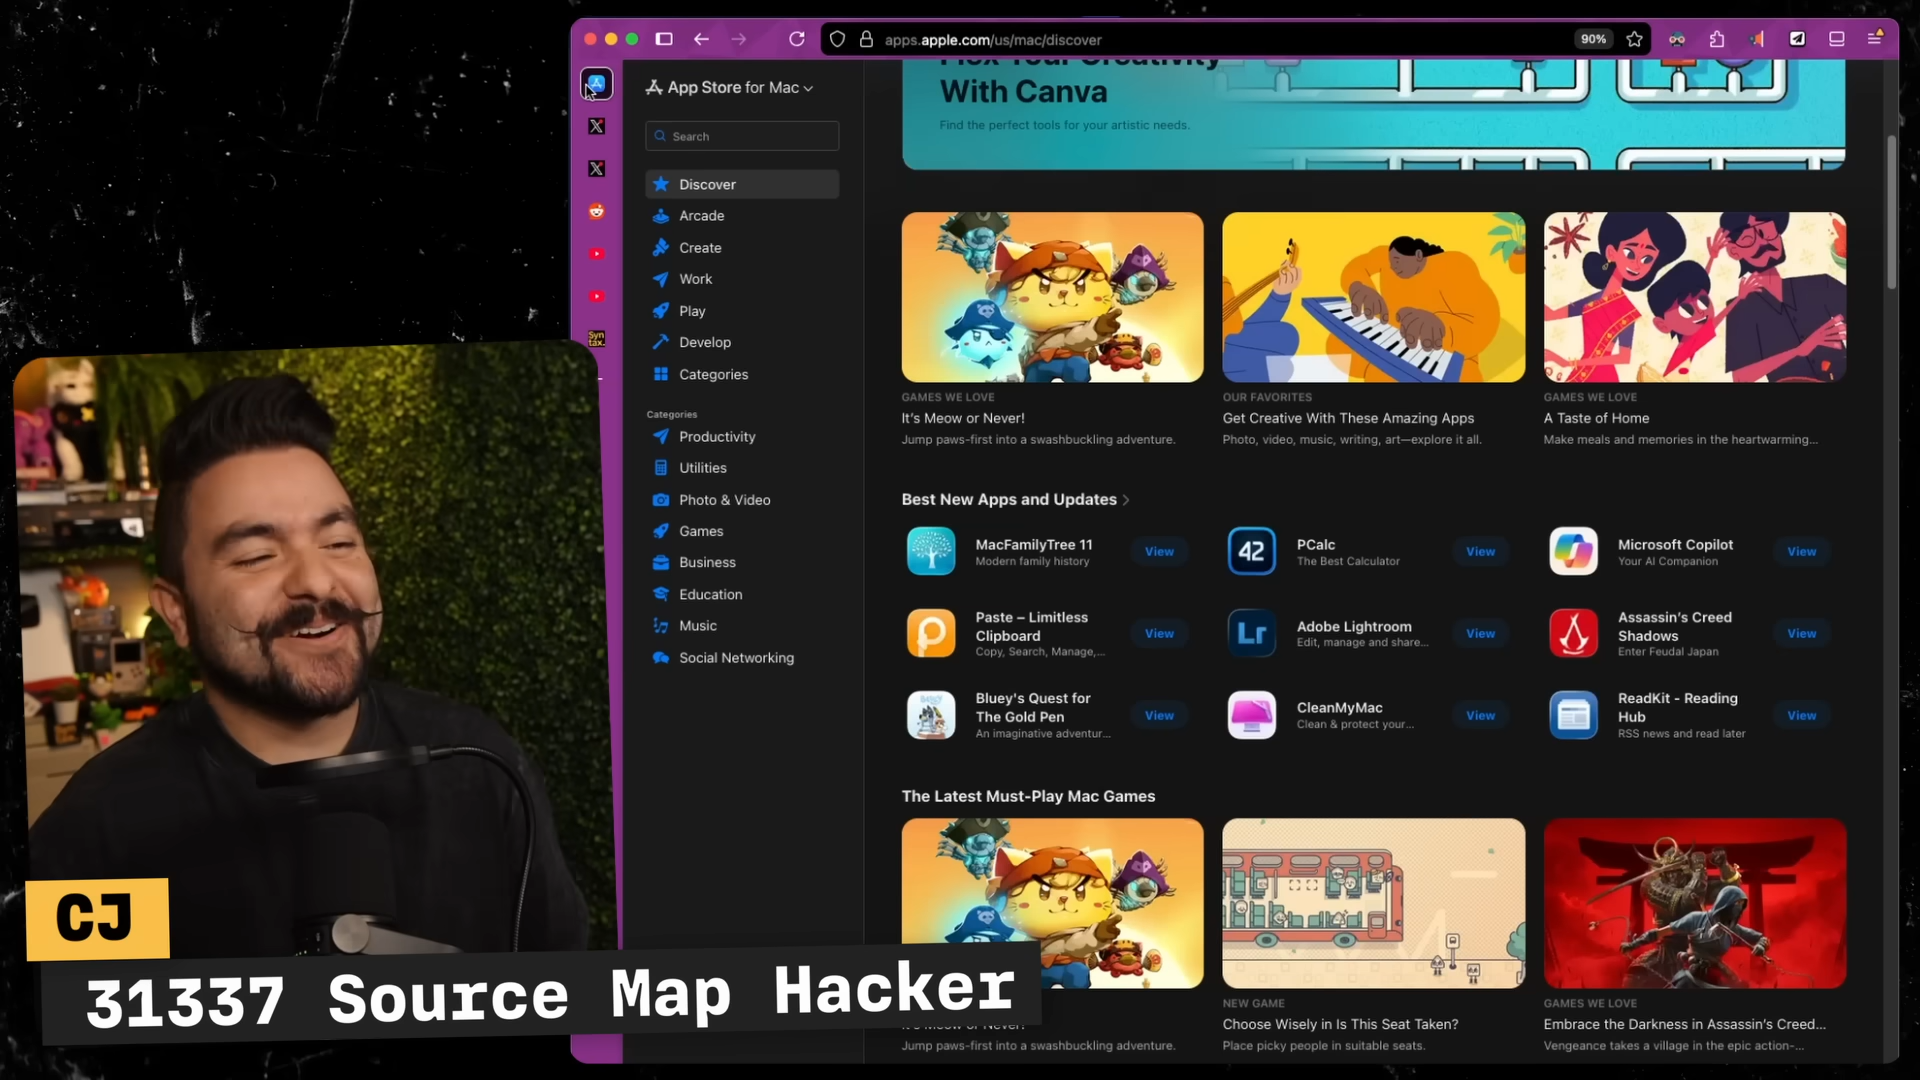 apps.apple.com/us/mac/discover
90%
App Store for Mac
Search
Discover
Arcade
Create
Work
Play
Develop
Categories
Categories
Productivity
Utilities
Photo & Video
Games
Business
Education
Music
Social Networking
Syn
tax.
Flex Your Creativity
With Canva
Find the perfect tools for your artistic needs.
GAMES WE LOVE
It's Meow or Never!
Jump paws-first into a swashbuckling adventure.
OUR FAVORITES
Get Creative With These Amazing Apps
Photo, video, music, writing, art—explore it all.
GAMES WE LOVE
A Taste of Home
Make meals and memories in the heartwarming...
Best New Apps and Updates
MacFamilyTree 11
Modern family history
View
42
PCalc
The Best Calculator
View
Microsoft Copilot
Your AI Companion
View
Paste – Limitless
Clipboard
Copy, Search, Manage,...
View
Lr
Adobe Lightroom
Edit, manage and share...
View
Assassin's Creed
Shadows
Enter Feudal Japan
View
Bluey's Quest for
The Gold Pen
An imaginative adventur...
View
CleanMyMac
Clean & protect your...
View
ReadKit - Reading
Hub
RSS news and read later
View
The Latest Must-Play Mac Games
It's Meow or Never!
Jump paws-first into a swashbuckling adventure.
NEW GAME
Choose Wisely in Is This Seat Taken?
Place picky people in suitable seats.
GAMES WE LOVE
Embrace the Darkness in Assassin's Creed...
Vengeance takes a village in the epic action-...
CJ
31337 Source Map Hacker